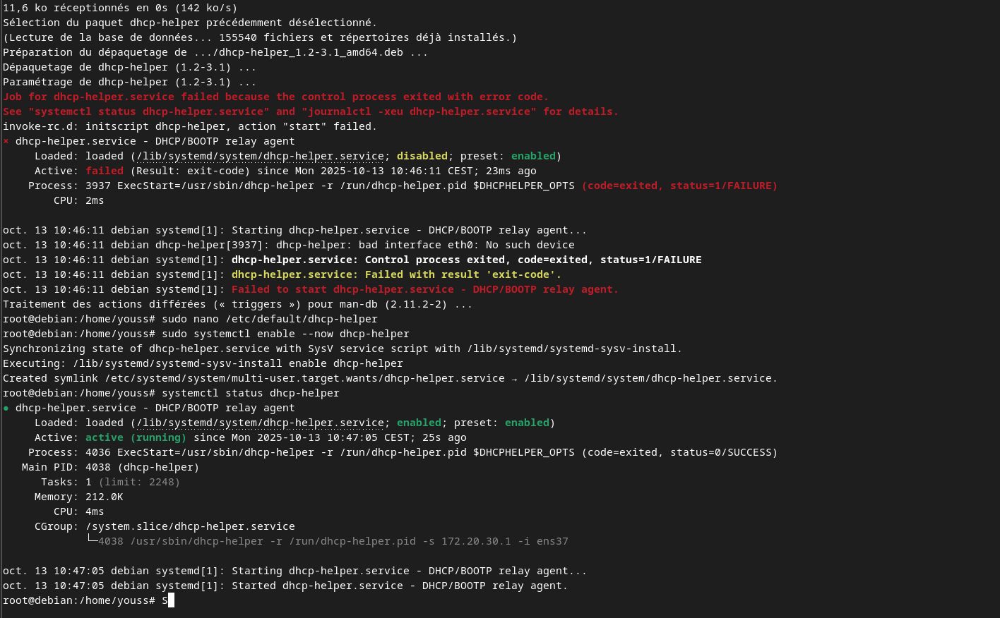 11,6 ko réceptionnés en 0s (142 ko/s)
Sélection du paquet dhcp-helper précédemment désélectionné.
(Lecture de la base de données... 155540 fichiers et répertoires déjà installés.)
Préparation du dépaquetage de .../dhcp-helper_1.2-3.1_amd64.deb ...
Dépaquetage de dhcp-helper (1.2-3.1) ...
Paramétrage de dhcp-helper (1.2-3.1) ...
Job for dhcp-helper.service failed because the control process exited with error code.
See "systemctl status dhcp-helper.service" and "journalctl -xeu dhcp-helper.service" for details.
invoke-rc.d: initscript dhcp-helper, action "start" failed.
× dhcp-helper.service - DHCP/BOOTP relay agent
     Loaded: loaded (/lib/systemd/system/dhcp-helper.service; disabled; preset: enabled)
     Active: failed (Result: exit-code) since Mon 2025-10-13 10:46:11 CEST; 23ms ago
    Process: 3937 ExecStart=/usr/sbin/dhcp-helper -r /run/dhcp-helper.pid $DHCPHELPER_OPTS (code=exited, status=1/FAILURE)
        CPU: 2ms

oct. 13 10:46:11 debian systemd[1]: Starting dhcp-helper.service - DHCP/BOOTP relay agent...
oct. 13 10:46:11 debian dhcp-helper[3937]: dhcp-helper: bad interface eth0: No such device
oct. 13 10:46:11 debian systemd[1]: dhcp-helper.service: Control process exited, code=exited, status=1/FAILURE
oct. 13 10:46:11 debian systemd[1]: dhcp-helper.service: Failed with result 'exit-code'.
oct. 13 10:46:11 debian systemd[1]: Failed to start dhcp-helper.service - DHCP/BOOTP relay agent.
Traitement des actions différées (« triggers ») pour man-db (2.11.2-2) ...
root@debian:/home/youss# sudo nano /etc/default/dhcp-helper
root@debian:/home/youss# sudo systemctl enable --now dhcp-helper
Synchronizing state of dhcp-helper.service with SysV service script with /lib/systemd/systemd-sysv-install.
Executing: /lib/systemd/systemd-sysv-install enable dhcp-helper
Created symlink /etc/systemd/system/multi-user.target.wants/dhcp-helper.service → /lib/systemd/system/dhcp-helper.service.
root@debian:/home/youss# systemctl status dhcp-helper
● dhcp-helper.service - DHCP/BOOTP relay agent
     Loaded: loaded (/lib/systemd/system/dhcp-helper.service; enabled; preset: enabled)
     Active: active (running) since Mon 2025-10-13 10:47:05 CEST; 25s ago
    Process: 4036 ExecStart=/usr/sbin/dhcp-helper -r /run/dhcp-helper.pid $DHCPHELPER_OPTS (code=exited, status=0/SUCCESS)
   Main PID: 4038 (dhcp-helper)
      Tasks: 1 (limit: 2248)
     Memory: 212.0K
        CPU: 4ms
     CGroup: /system.slice/dhcp-helper.service
             └─4038 /usr/sbin/dhcp-helper -r /run/dhcp-helper.pid -s 172.20.30.1 -i ens37

oct. 13 10:47:05 debian systemd[1]: Starting dhcp-helper.service - DHCP/BOOTP relay agent...
oct. 13 10:47:05 debian systemd[1]: Started dhcp-helper.service - DHCP/BOOTP relay agent.
root@debian:/home/youss# S